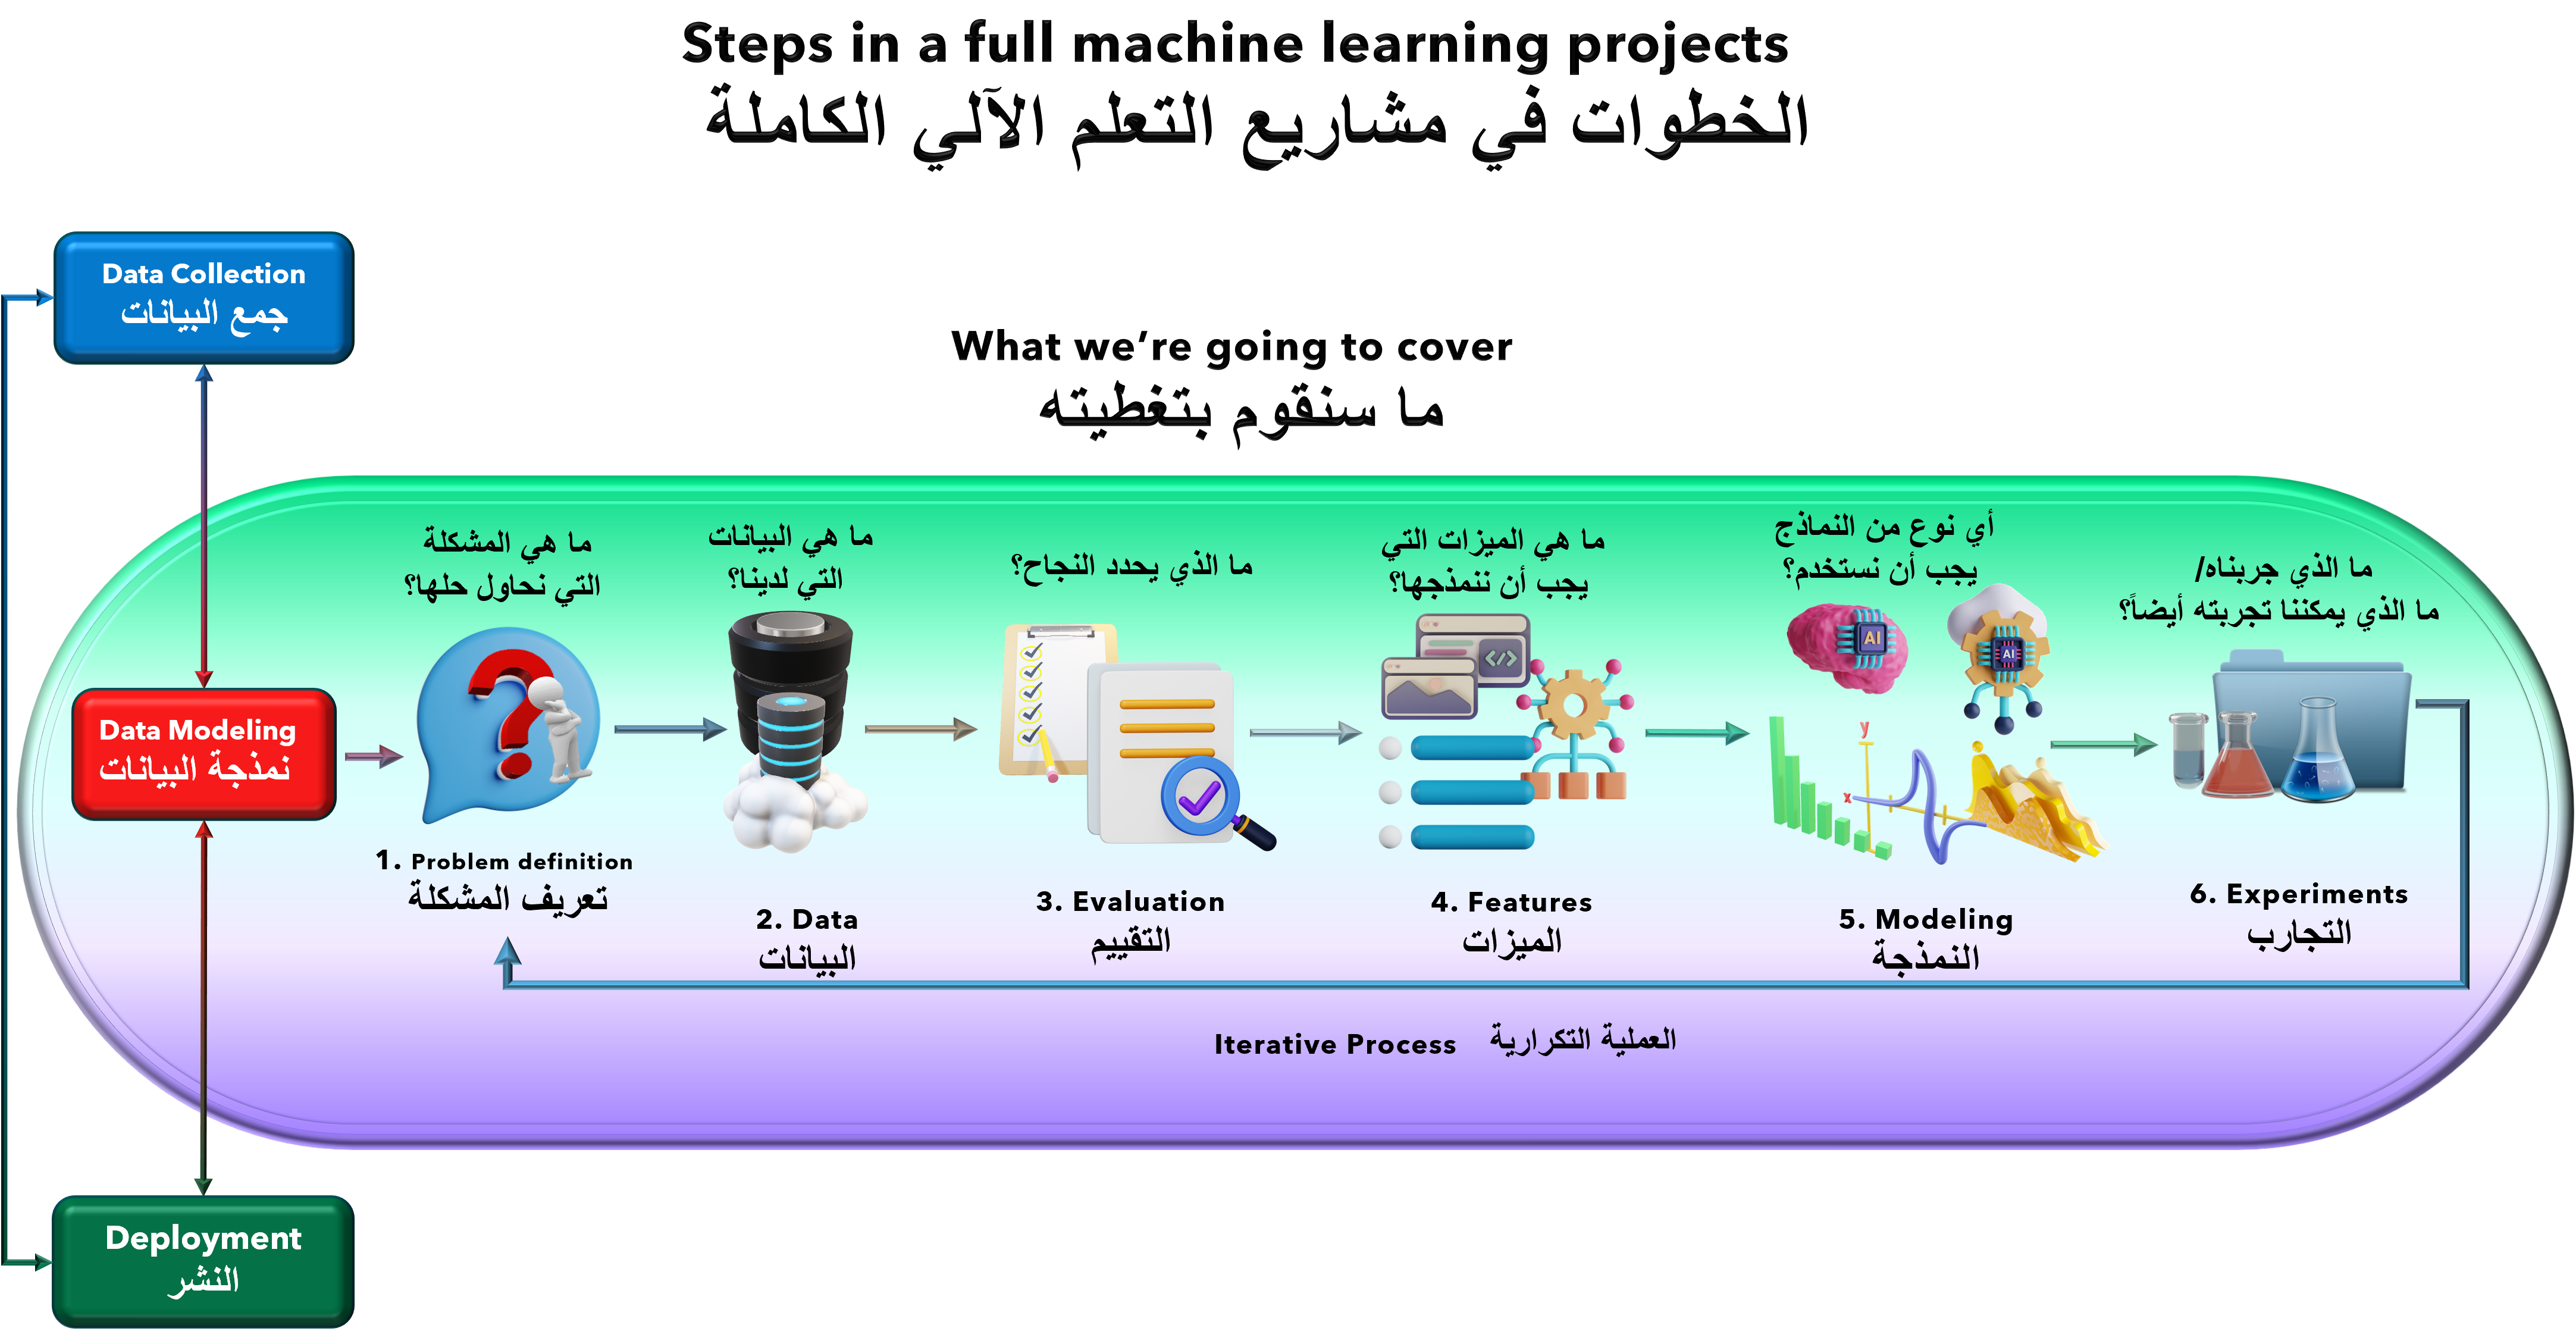 Steps in a full machine learning projects
الخطوات في مشاريع التعلم الآلي الكاملة
Data Collection
جمع البيانات
What we're going to cover
ما سنقوم بتغطيته
Data Modeling
نمذجة البيانات
ما هي المشكلة
التي نحاول حلها؟
1. Problem definition
تعريف المشكلة
ما هي البيانات
التي لدينا؟
2. Data
البيانات
ما الذي يحدد النجاح؟
3. Evaluation
التقييم
ما هي الميزات التي
يجب أن ننمذجها؟
</>
4. Features
الميزات
أي نوع من النماذج
يجب أن نستخدم؟
AI
AI
y
x
5. Modeling
النمذجة
ما الذي جربناه/
ما الذي يمكننا تجربته أيضاً؟
6. Experiments
التجارب
Iterative Process العملية التكرارية
Deployment
النشر